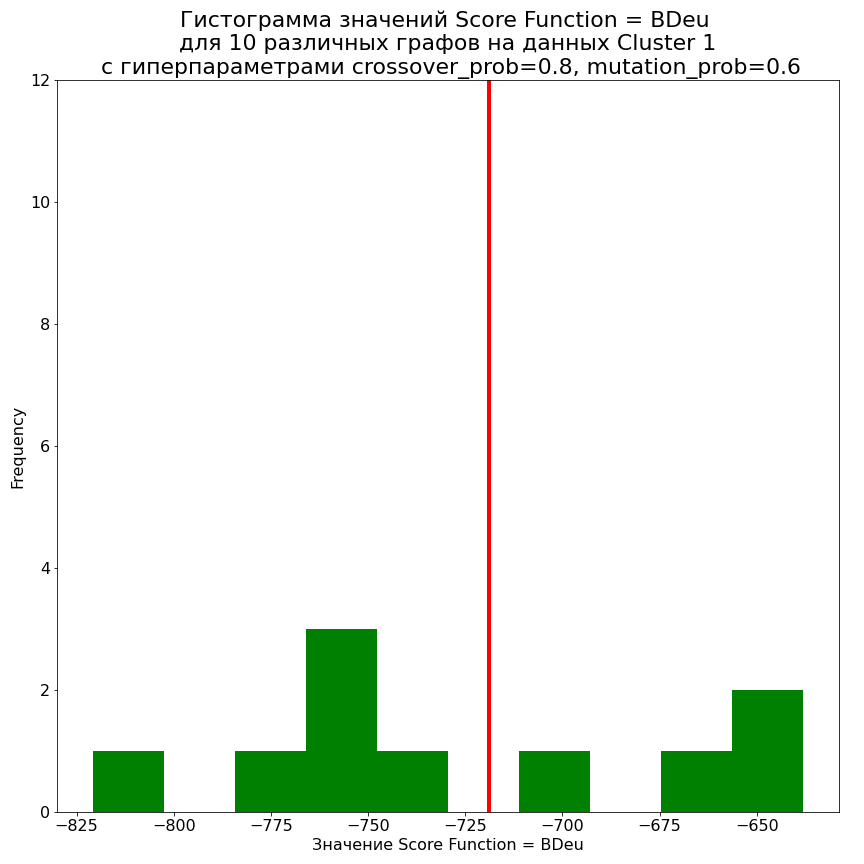 Гистограмма значений Score Function = BDeu
для 10 различных графов на данных Cluster 1
с гиперпараметрами crossover_prob=0.8, mutation_prob=0.6
12
10
8
6
4
2
0
Frequency
−825 −800 −775 −750 −725 −700 −675 −650
Значение Score Function = BDeu